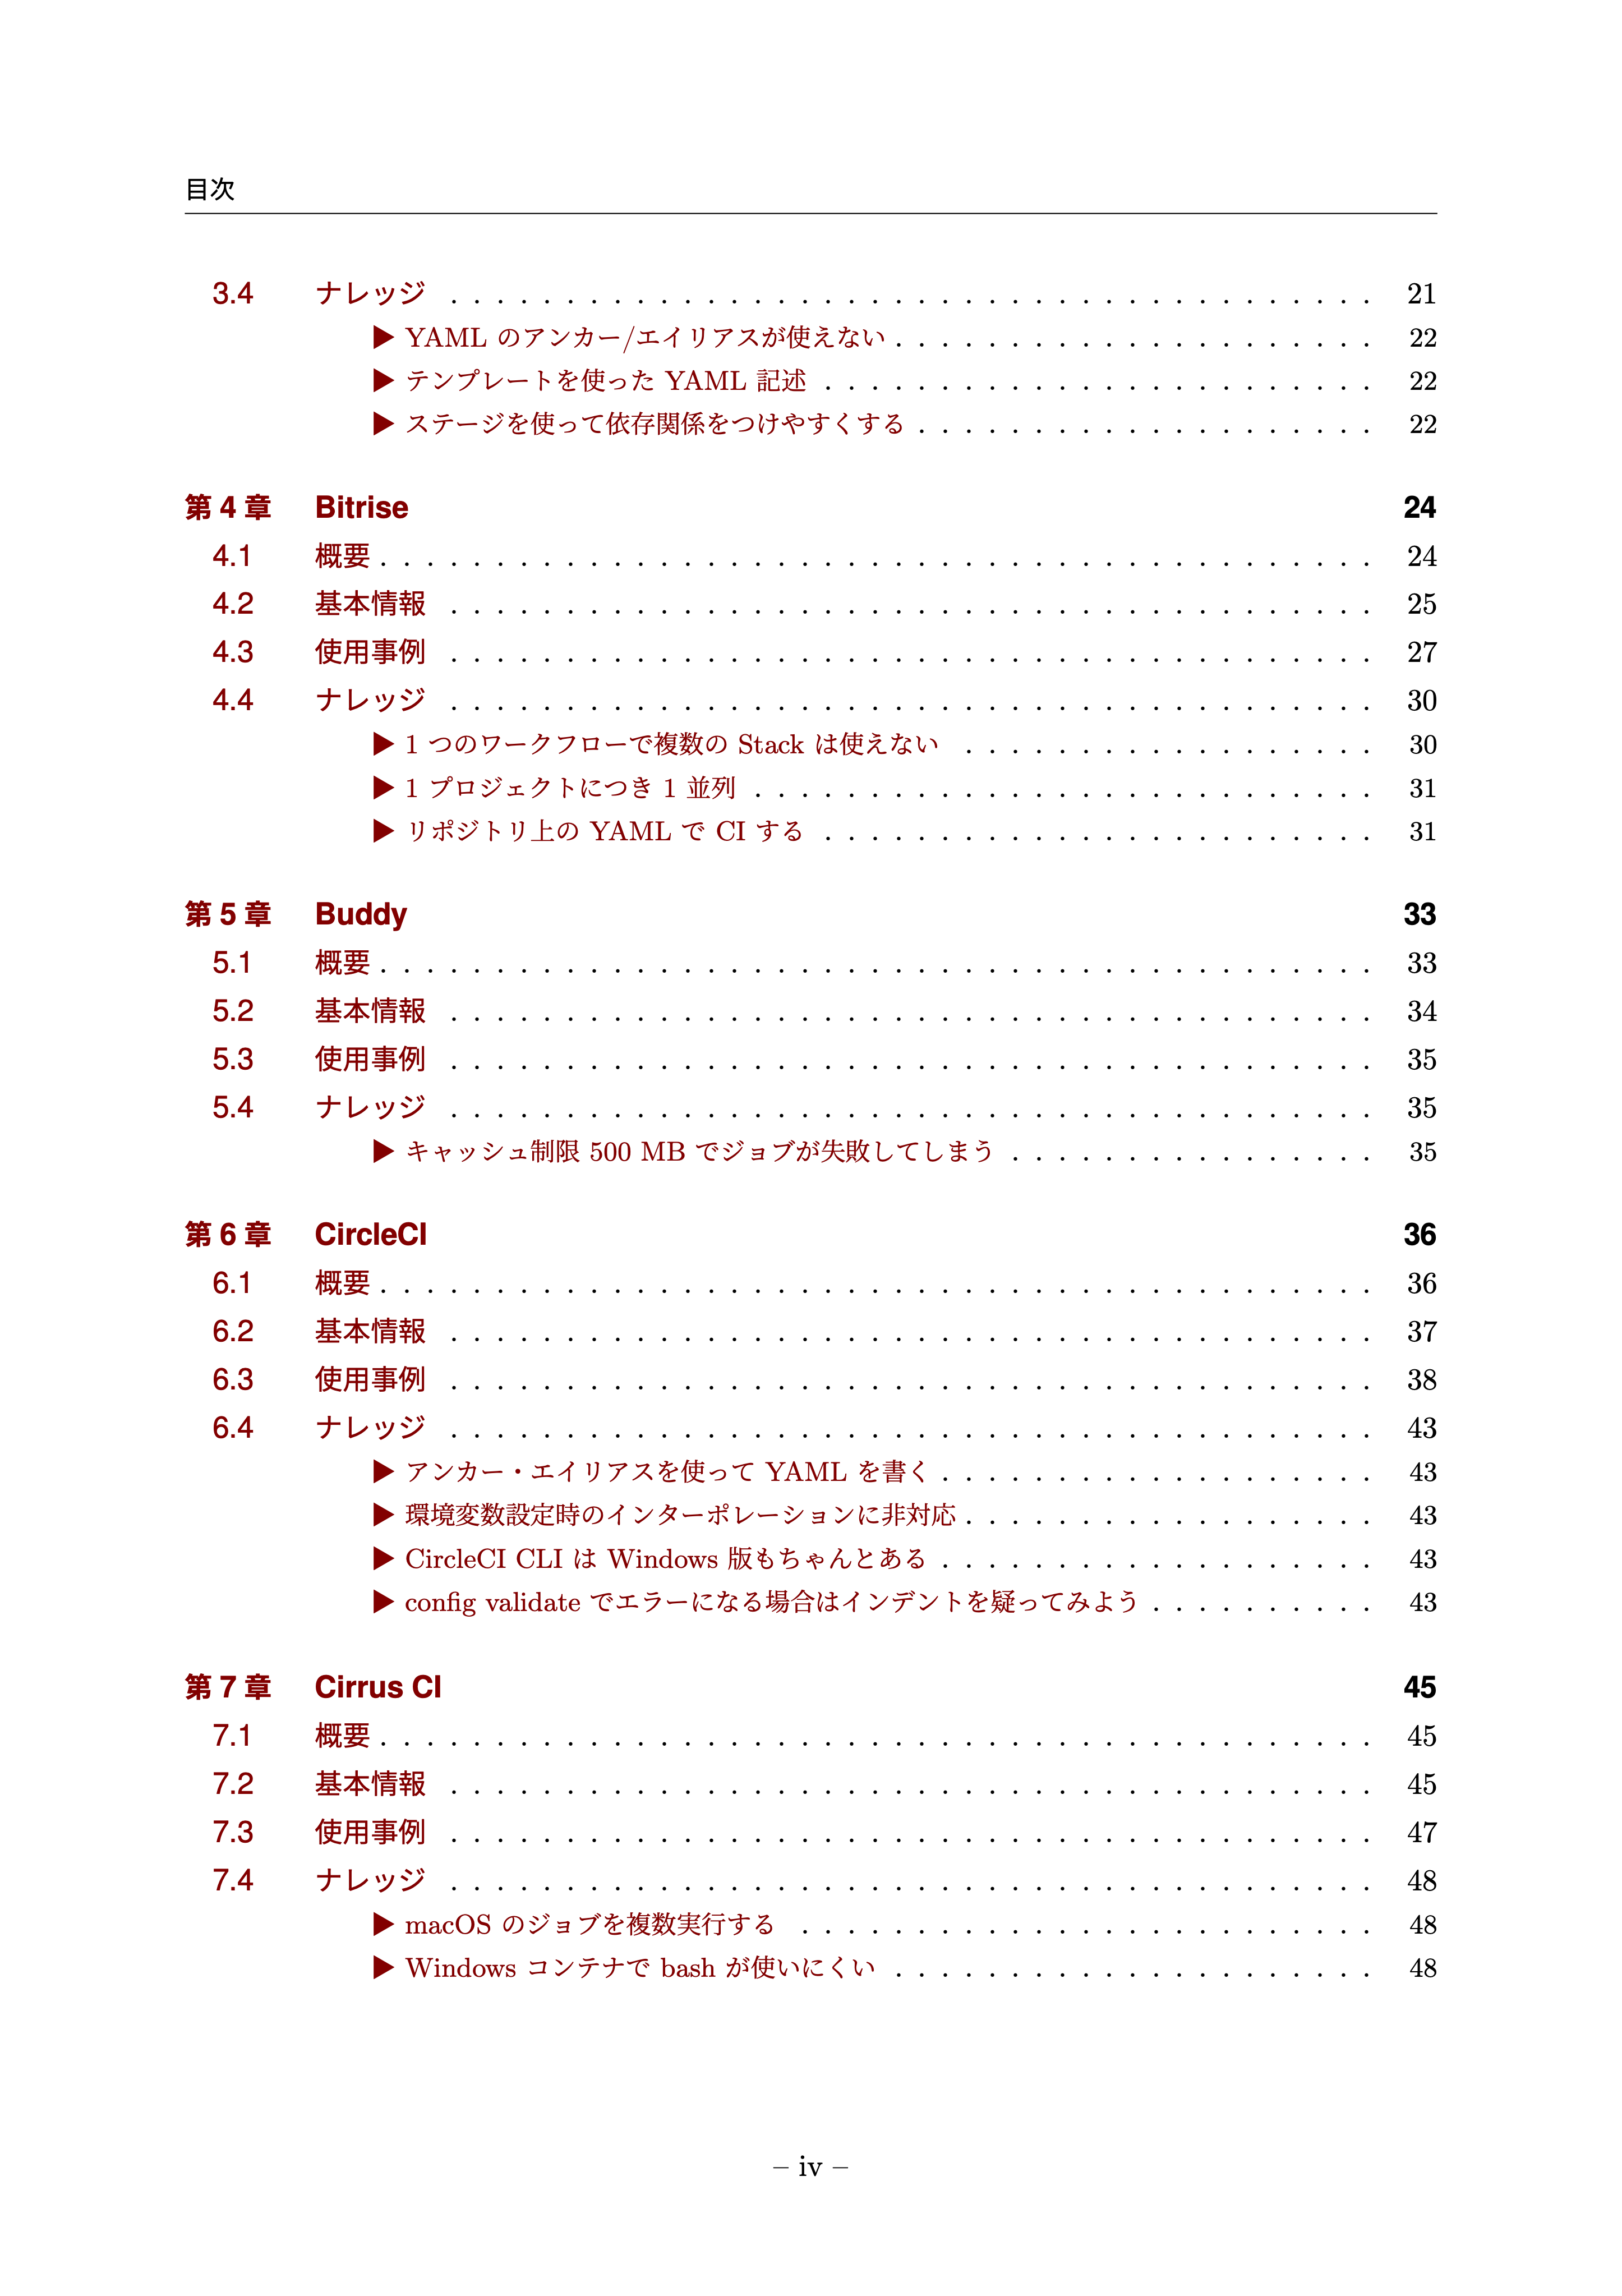 目次
3.4 ナレッジ . . . . . . . . . . 21
▶ YAML のアンカー/エイリアスが使えない . . . . . . . . . . 22
▶ テンプレートを使った YAML 記述 . . . . . . . . . . 22
▶ ステージを使って依存関係をつけやすくする . . . . . . . . . . 22
第 4 章 Bitrise 24
4.1 概要 . . . . . . . . . . 24
4.2 基本情報 . . . . . . . . . . 25
4.3 使用事例 . . . . . . . . . . 27
4.4 ナレッジ . . . . . . . . . . 30
▶ 1 つのワークフローで複数の Stack は使えない . . . . . . . . . . 30
▶ 1 プロジェクトにつき 1 並列 . . . . . . . . . . 31
▶ リポジトリ上の YAML で CI する . . . . . . . . . . 31
第 5 章 Buddy 33
5.1 概要 . . . . . . . . . . 33
5.2 基本情報 . . . . . . . . . . 34
5.3 使用事例 . . . . . . . . . . 35
5.4 ナレッジ . . . . . . . . . . 35
▶ キャッシュ制限 500 MB でジョブが失敗してしまう . . . . . . . . . . 35
第 6 章 CircleCI 36
6.1 概要 . . . . . . . . . . 36
6.2 基本情報 . . . . . . . . . . 37
6.3 使用事例 . . . . . . . . . . 38
6.4 ナレッジ . . . . . . . . . . 43
▶ アンカー・エイリアスを使って YAML を書く . . . . . . . . . . 43
▶ 環境変数設定時のインターポレーションに非対応 . . . . . . . . . . 43
▶ CircleCI CLI は Windows 版もちゃんとある . . . . . . . . . . 43
▶ config validate でエラーになる場合はインデントを疑ってみよう . . . . . . . . . . 43
第 7 章 Cirrus CI 45
7.1 概要 . . . . . . . . . . 45
7.2 基本情報 . . . . . . . . . . 45
7.3 使用事例 . . . . . . . . . . 47
7.4 ナレッジ . . . . . . . . . . 48
▶ macOS のジョブを複数実行する . . . . . . . . . . 48
▶ Windows コンテナで bash が使いにくい . . . . . . . . . . 48
– iv –